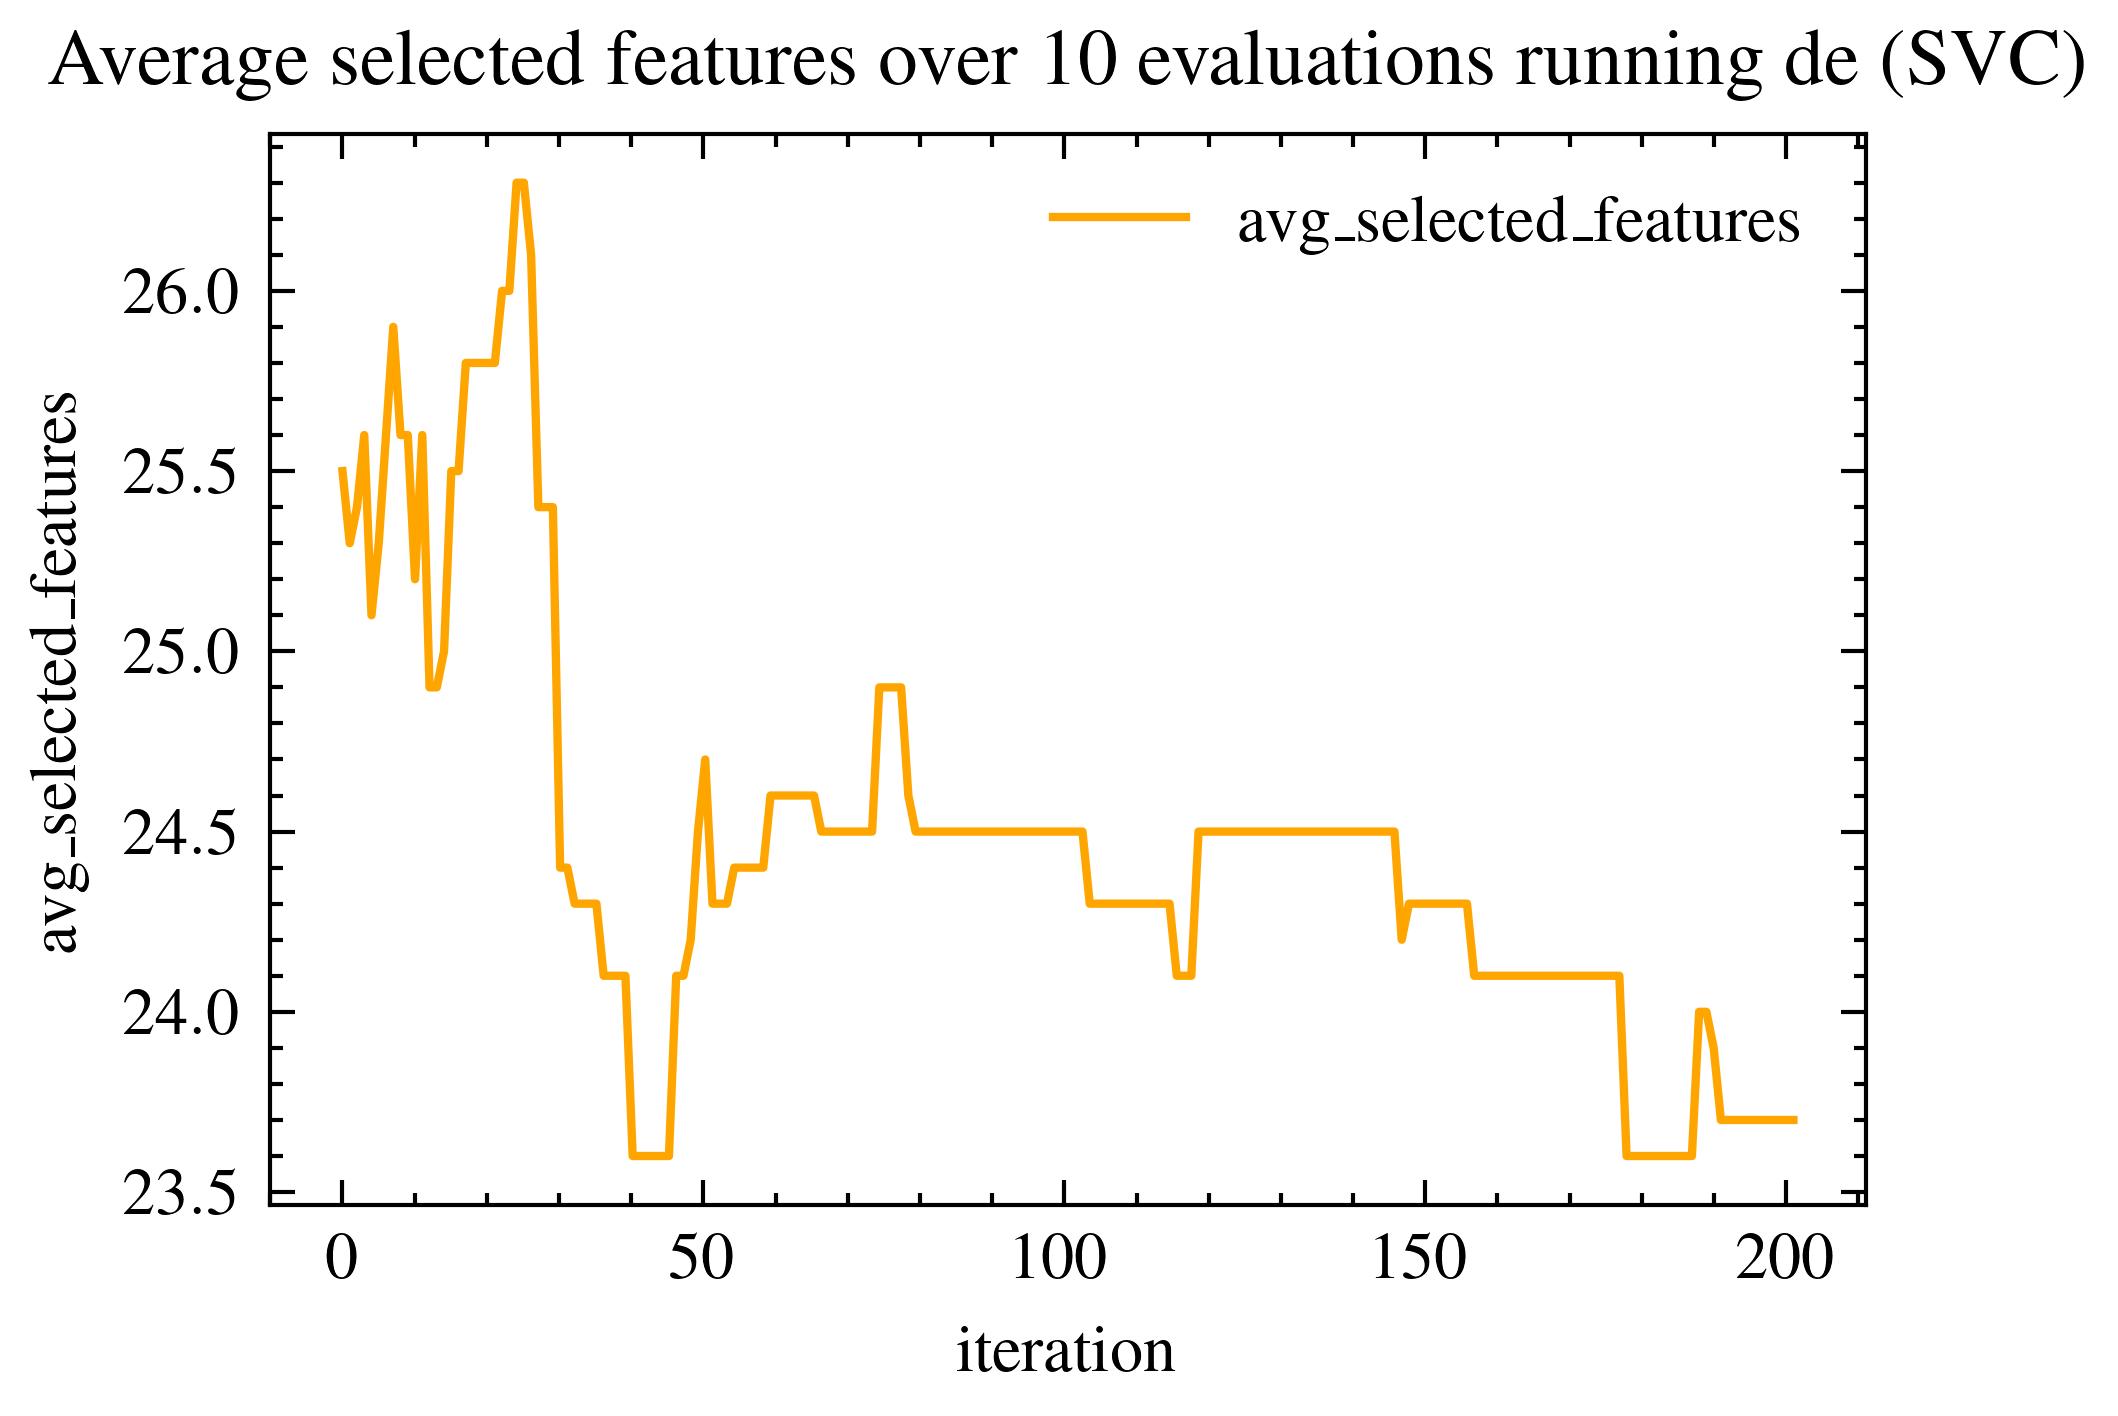 Average selected features over 10 evaluations running de (SVC)
avg_selected_features
26.0
25.5
25.0
24.5
24.0
23.5
avg_selected_features
0 50 100 150 200
iteration